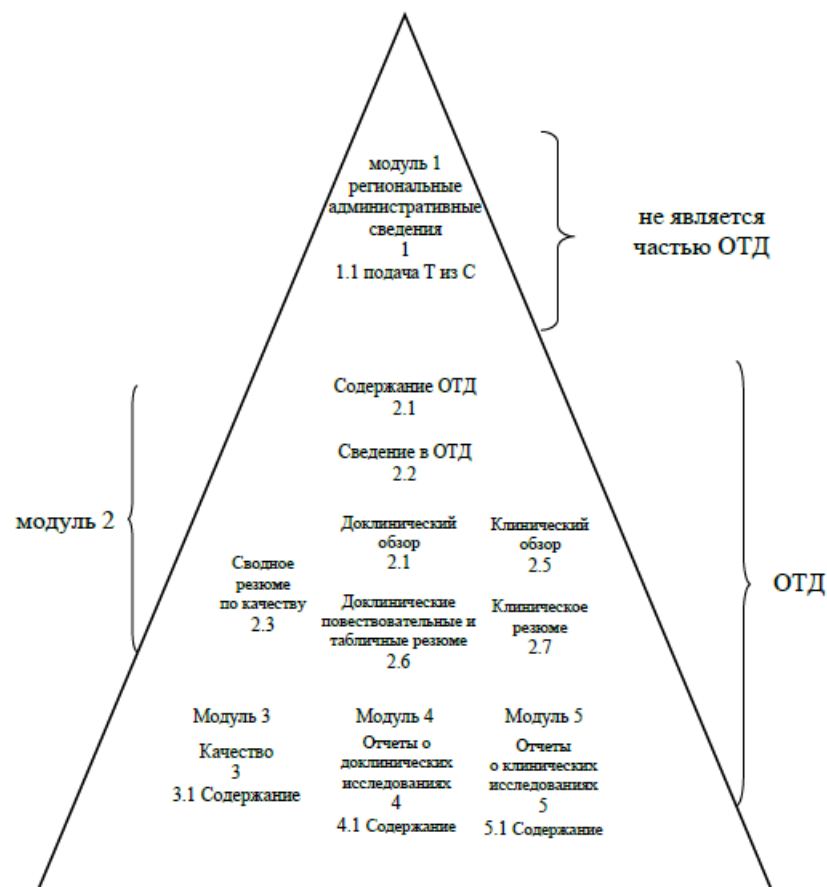 модуль 1
региональные
административные
сведения
1
1.1 подача Т из С
не является
частью ОТД
Содержание ОТД
2.1
Сведение в ОТД
2.2
модуль 2
Сводное
резюме
по качеству
2.3
Доклинический
обзор
2.1
Клинический
обзор
2.5
Доклинические
повествовательные и
табличные резюме
2.6
Клиническое
резюме
2.7
ОТД
Модуль 3
Качество
3
3.1 Содержание
Модуль 4
Отчеты о
доклинических
исследованиях
4
4.1 Содержание
Модуль 5
Отчеты
о клинических
исследованиях
5
5.1 Содержание